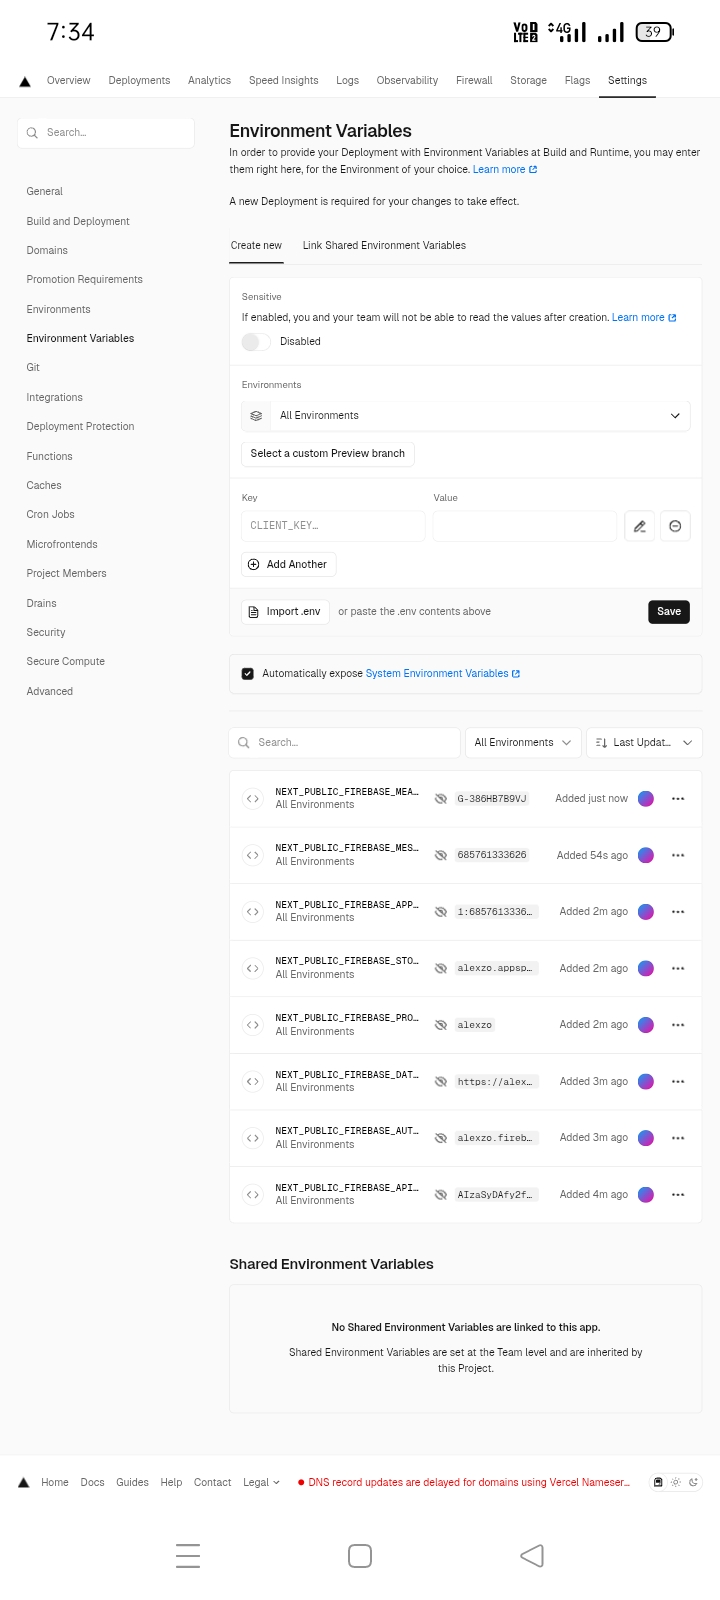 7:34
VoD LTE2 4G 39
Overview Deployments Analytics Speed Insights Logs Observability Firewall Storage Flags Settings
Search...
General
Build and Deployment
Domains
Promotion Requirements
Environments
Environment Variables
Git
Integrations
Deployment Protection
Functions
Caches
Cron Jobs
Microfrontends
Project Members
Drains
Security
Secure Compute
Advanced
Environment Variables
In order to provide your Deployment with Environment Variables at Build and Runtime, you may enter
them right here, for the Environment of your choice. Learn more
A new Deployment is required for your changes to take effect.
Create new Link Shared Environment Variables
Sensitive
If enabled, you and your team will not be able to read the values after creation. Learn more
Disabled
Environments
All Environments
Select a custom Preview branch
Key Value
CLIENT_KEY...
Add Another
Import .env or paste the .env contents above Save
Automatically expose System Environment Variables
Search... All Environments Last Updat...
NEXT_PUBLIC_FIREBASE_MEA... G-386HB7B9VJ Added just now
All Environments
NEXT_PUBLIC_FIREBASE_MES... 685761333626 Added 54s ago
All Environments
NEXT_PUBLIC_FIREBASE_APP... 1:6857613336... Added 2m ago
All Environments
NEXT_PUBLIC_FIREBASE_STO... alexzo.appsp... Added 2m ago
All Environments
NEXT_PUBLIC_FIREBASE_PRO... alexzo Added 2m ago
All Environments
NEXT_PUBLIC_FIREBASE_DAT... https://alex... Added 3m ago
All Environments
NEXT_PUBLIC_FIREBASE_AUT... alexzo.fireb... Added 3m ago
All Environments
NEXT_PUBLIC_FIREBASE_API... AIzaSyDAfy2f... Added 4m ago
All Environments
Shared Environment Variables
No Shared Environment Variables are linked to this app.
Shared Environment Variables are set at the Team level and are inherited by
this Project.
Home Docs Guides Help Contact Legal DNS record updates are delayed for domains using Vercel Nameser...